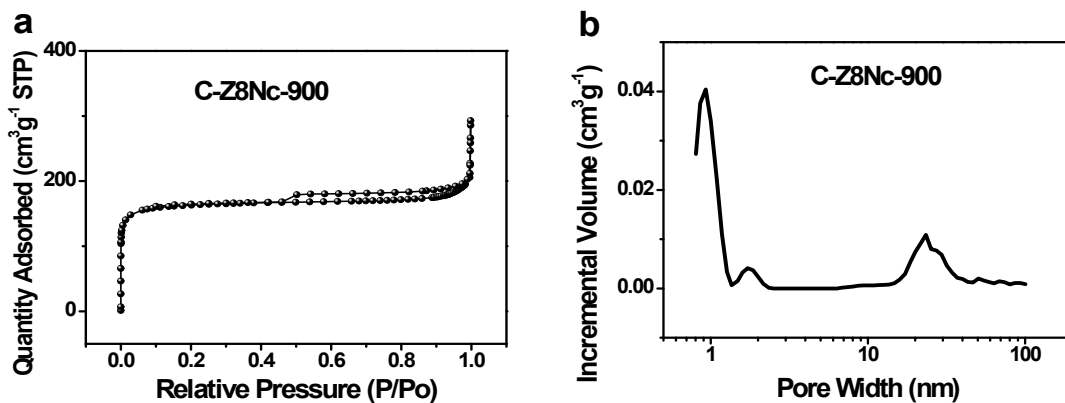 a
Quantity Adsorbed (cm³g⁻¹ STP)
400
200
0
C-Z8Nc-900
0.0 0.2 0.4 0.6 0.8 1.0
Relative Pressure (P/Po)
b
Incremental Volume (cm³g⁻¹)
0.04
0.02
0.00
C-Z8Nc-900
1 10 100
Pore Width (nm)